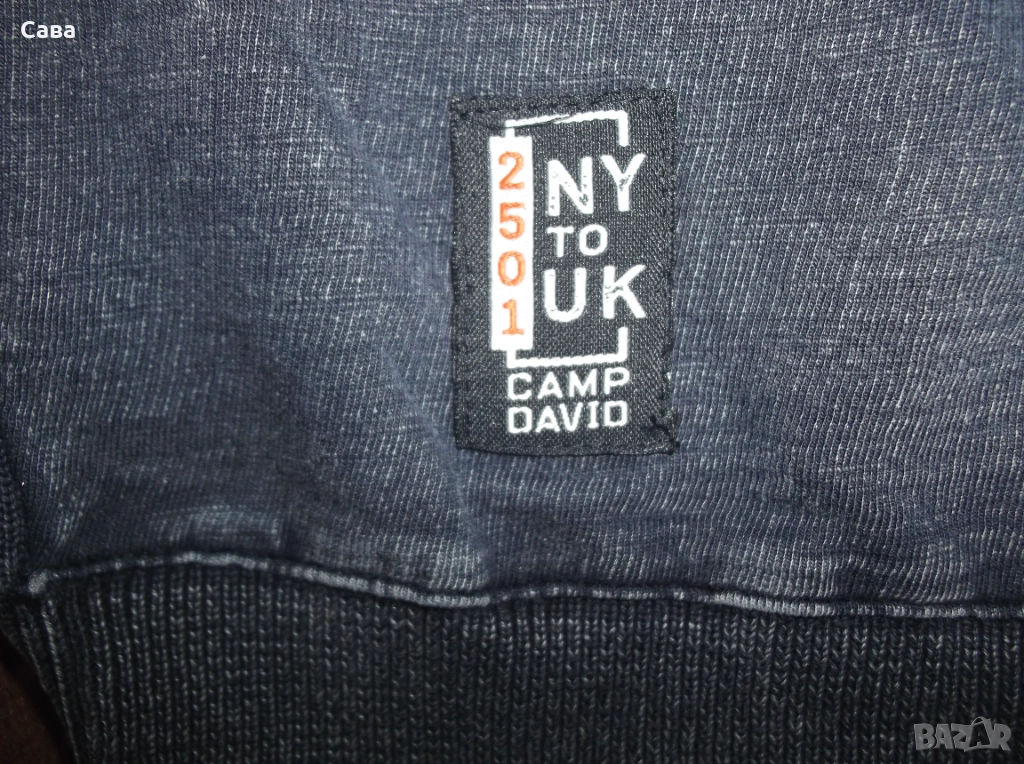 Сава
2501
NY
TO
UK
CAMP
DAVID
BAZAR